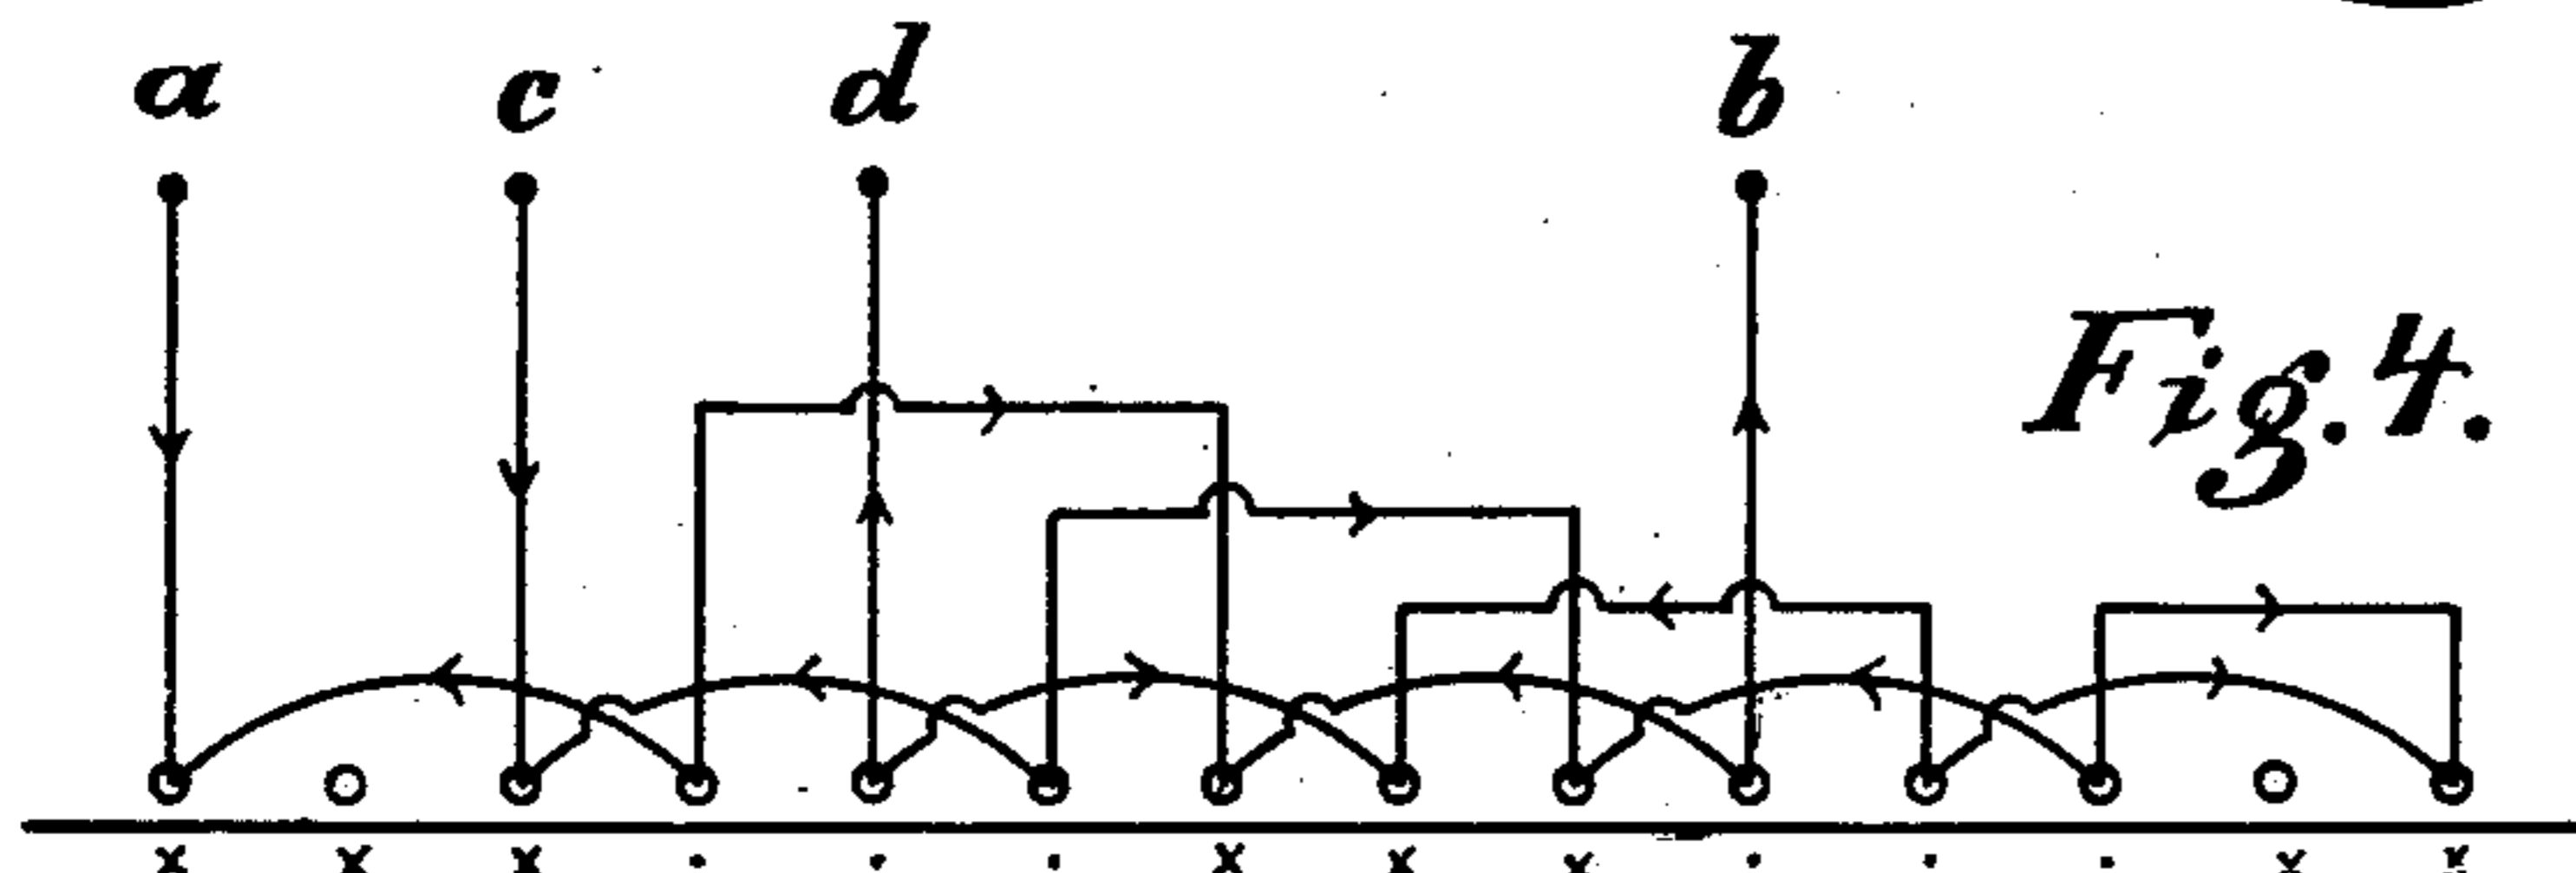 a c d b
Fig. 4.
x x x . . . x x x . . . x x